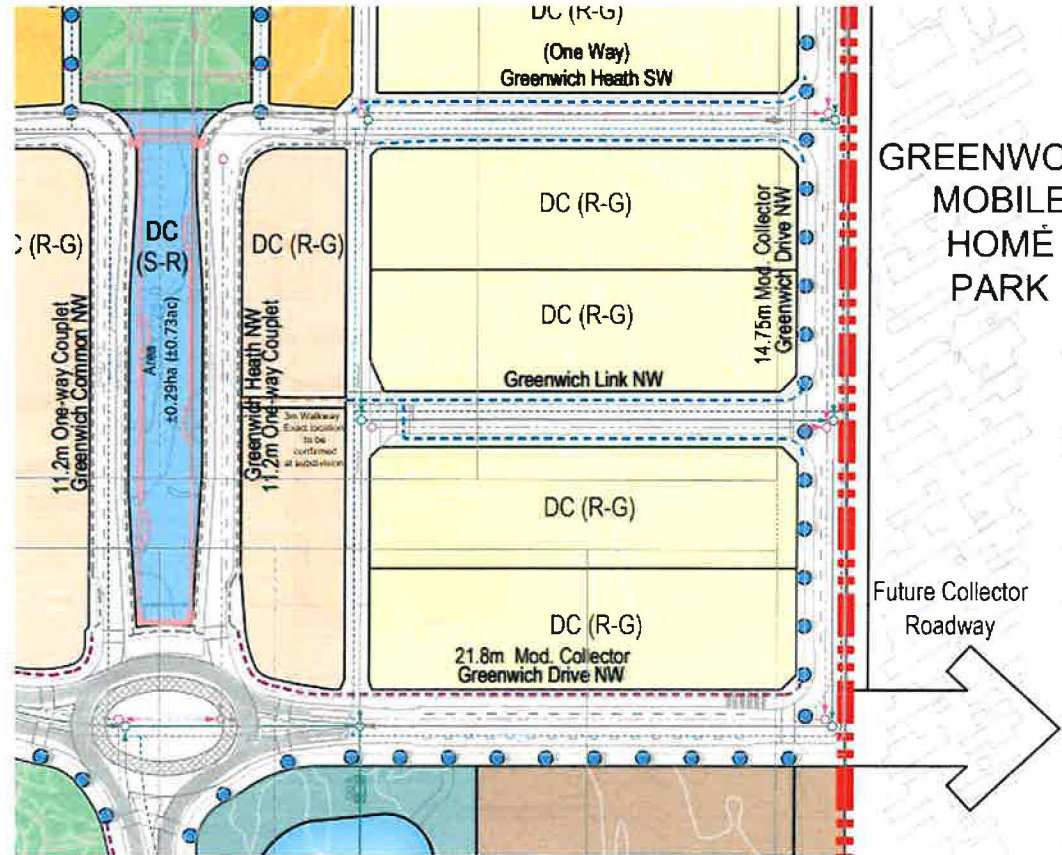 DC (R-G)
(One Way)
Greenwich Heath SW
GREENWO
MOBILE
HOME
PARK
DC (R-G)
DC
(S-R)
Area
±0.29ha (±0.73ac)
DC (R-G)
11.2m One-way Couplet
Greenwich Common NW
Greenwich Heath NW
11.2m One-way Couplet
3m Walkway
Exact location
to be
confirmed
at subdivision
DC (R-G)
DC (R-G)
14.75m Mod. Collector
Greenwich Drive NW
Greenwich Link NW
DC (R-G)
DC (R-G)
21.8m Mod. Collector
Greenwich Drive NW
Future Collector
Roadway